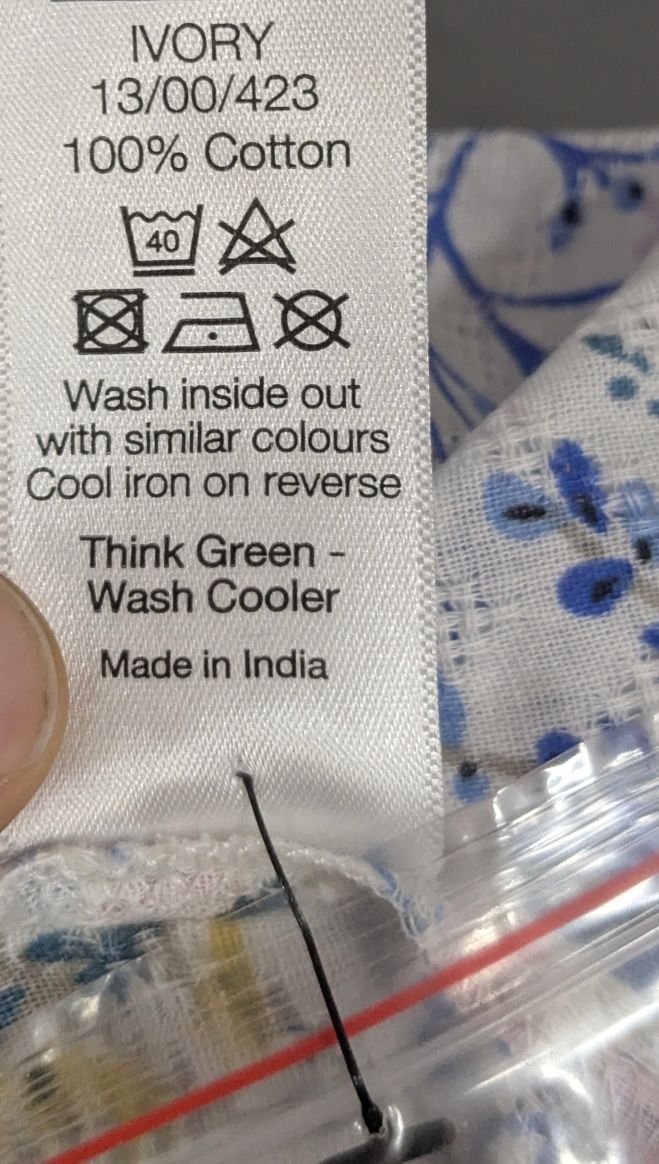 IVORY
13/00/423
100% Cotton
40
Wash inside out
with similar colours
Cool iron on reverse
Think Green -
Wash Cooler
Made in India